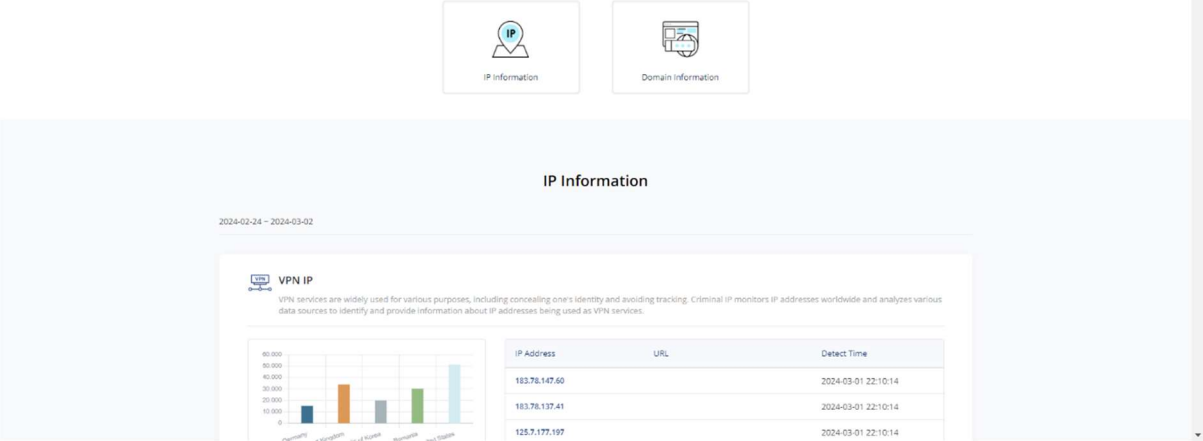 IP
IP Information
Domain Information
IP Information
2024-02-24 ~ 2024-03-02
VPN
VPN IP
VPN services are widely used for various purposes, including concealing one's identity and avoiding tracking. Criminal IP monitors IP addresses worldwide and analyzes various
data sources to identify and provide information about IP addresses being used as VPN services.
60.000
50.000
40.000
30.000
20.000
10.000
0
Germany
Kingdom
of Korea
Romania
States
IP Address URL Detect Time
183.78.147.60 2024-03-01 22:10:14
183.78.137.41 2024-03-01 22:10:14
125.7.177.197 2024-03-01 22:10:14